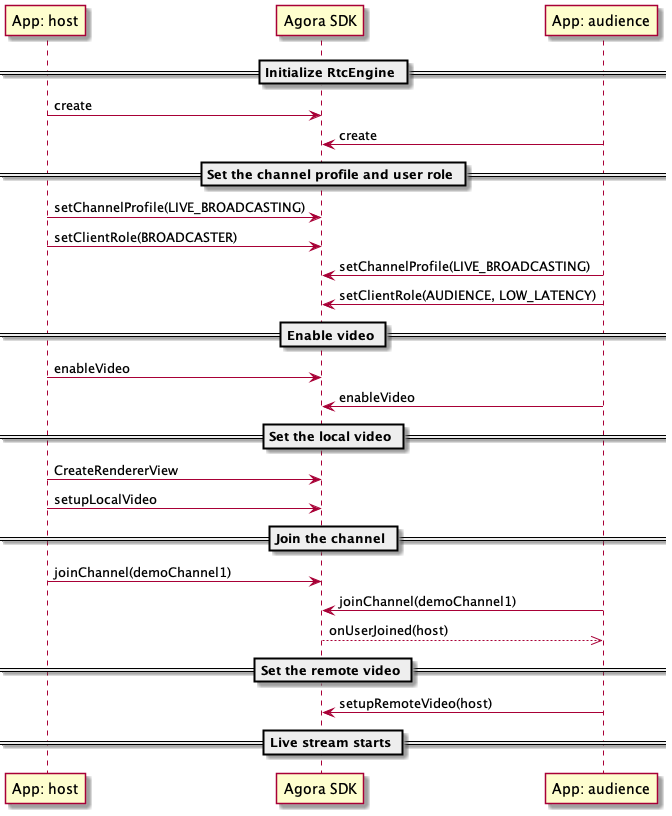 App: host
Agora SDK
App: audience
Initialize RtcEngine
create
create
Set the channel profile and user role
setChannelProfile(LIVE_BROADCASTING)
setClientRole(BROADCASTER)
setChannelProfile(LIVE_BROADCASTING)
setClientRole(AUDIENCE, LOW_LATENCY)
Enable video
enableVideo
enableVideo
Set the local video
CreateRendererView
setupLocalVideo
Join the channel
joinChannel(demoChannel1)
joinChannel(demoChannel1)
onUserJoined(host)
Set the remote video
setupRemoteVideo(host)
Live stream starts
App: host
Agora SDK
App: audience